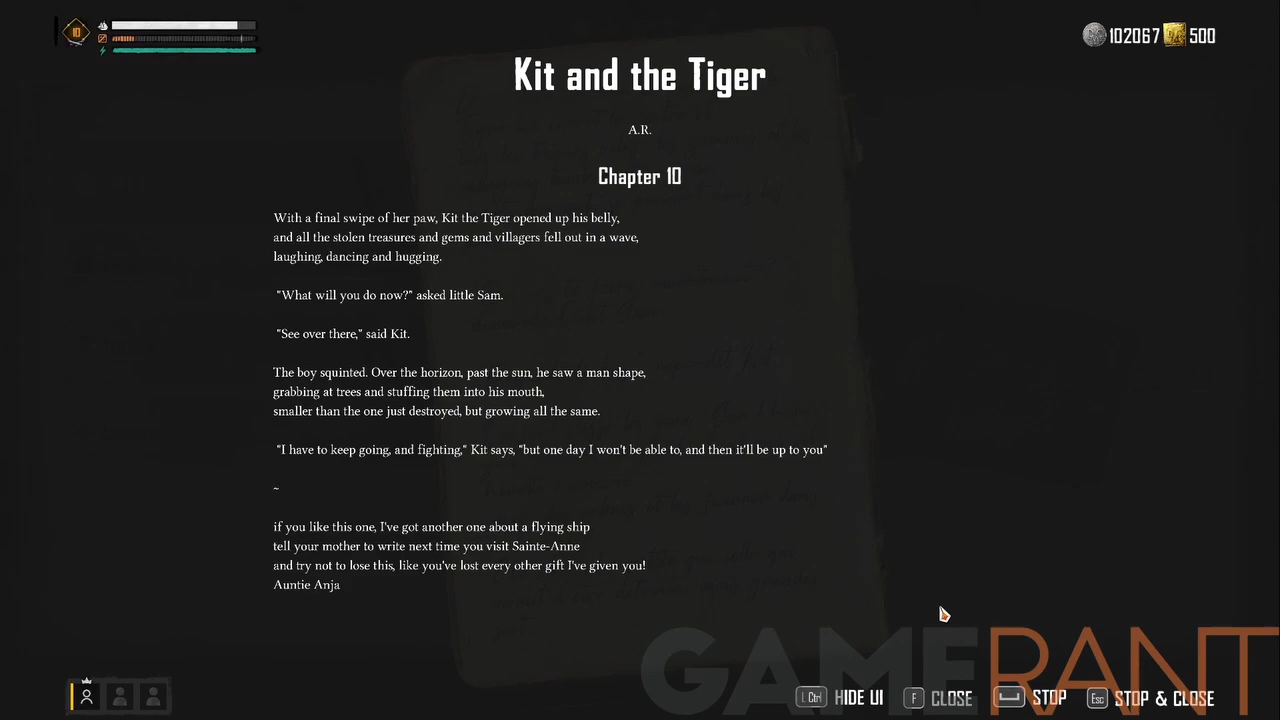 10
102067 500
Kit and the Tiger
A.R.
Chapter 10
With a final swipe of her paw, Kit the Tiger opened up his belly,
and all the stolen treasures and gems and villagers fell out in a wave,
laughing, dancing and hugging.
"What will you do now?" asked little Sam.
"See over there," said Kit.
The boy squinted. Over the horizon, past the sun, he saw a man shape,
grabbing at trees and stuffing them into his mouth,
smaller than the one just destroyed, but growing all the same.
"I have to keep going, and fighting," Kit says, "but one day I won't be able to, and then it'll be up to you"
~
if you like this one, I've got another one about a flying ship
tell your mother to write next time you visit Sainte-Anne
and try not to lose this, like you've lost every other gift I've given you!
Auntie Anja
GAMERANT
Ctrl HIDE UI F CLOSE STOP Esc STOP & CLOSE